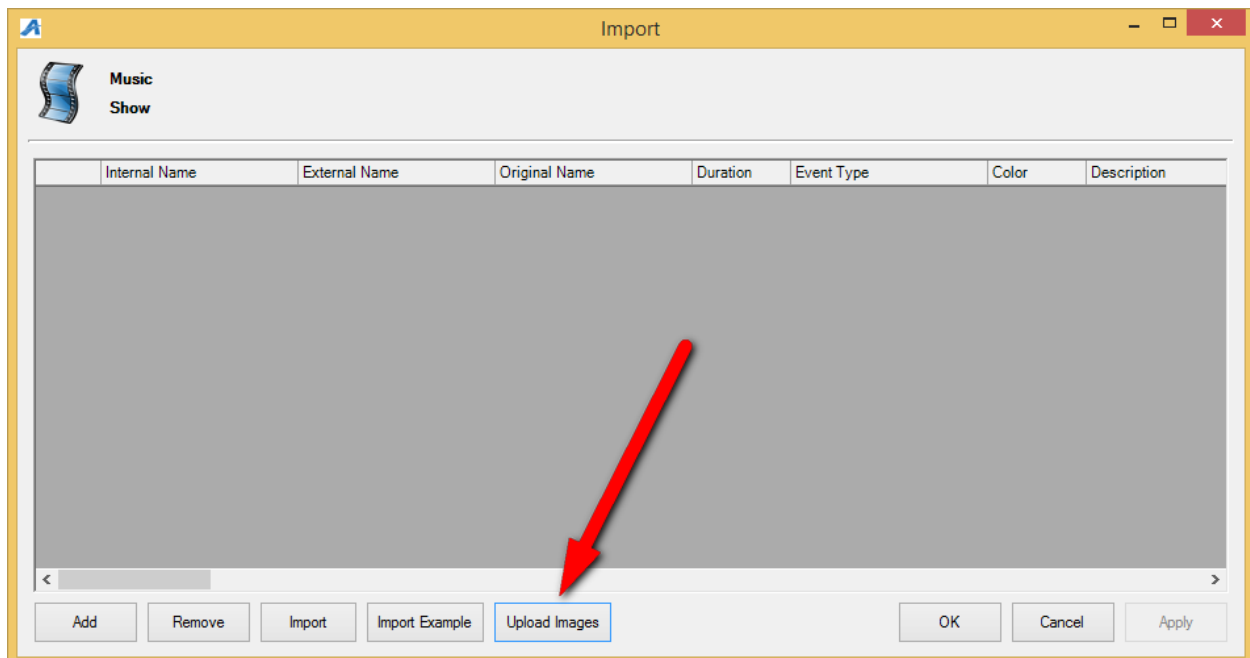 Import
Music
Show
Internal Name External Name Original Name Duration Event Type Color Description
Add Remove Import Import Example Upload Images OK Cancel Apply